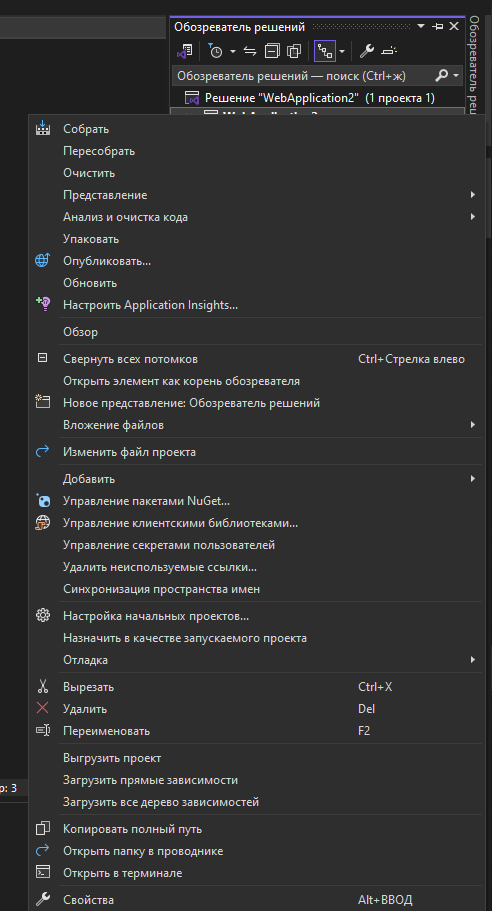 Обозреватель решений
Обозреватель решений — поиск (Ctrl+ж)
Решение "WebApplication2" (1 проекта 1)
Обозреватель ре
Собрать
Пересобрать
Очистить
Представление
Анализ и очистка кода
Упаковать
Опубликовать...
Обновить
Настроить Application Insights...
Обзор
Свернуть всех потомков Ctrl+Стрелка влево
Открыть элемент как корень обозревателя
Новое представление: Обозреватель решений
Вложение файлов
Изменить файл проекта
Добавить
Управление пакетами NuGet...
Управление клиентскими библиотеками...
Управление секретами пользователей
Удалить неиспользуемые ссылки...
Синхронизация пространства имен
Настройка начальных проектов...
Назначить в качестве запускаемого проекта
Отладка
Вырезать Ctrl+X
Удалить Del
Переименовать F2
Выгрузить проект
Загрузить прямые зависимости
р: 3
Загрузить все дерево зависимостей
Копировать полный путь
Открыть папку в проводнике
Открыть в терминале
Свойства Alt+ВВОД